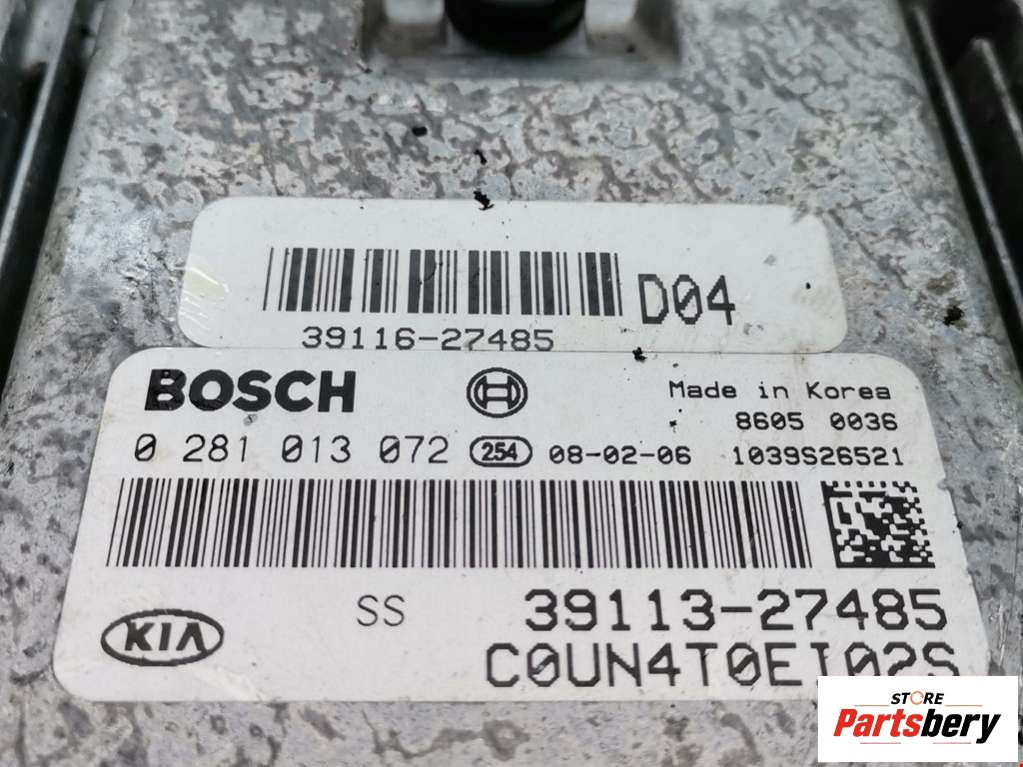 D04
39116-27485
BOSCH Made in Korea
8605 0036
0 281 013 072 254 08-02-06 1039S26521
KIA SS 39113-27485
C0UN4T0EI02S
STORE
Partsbery